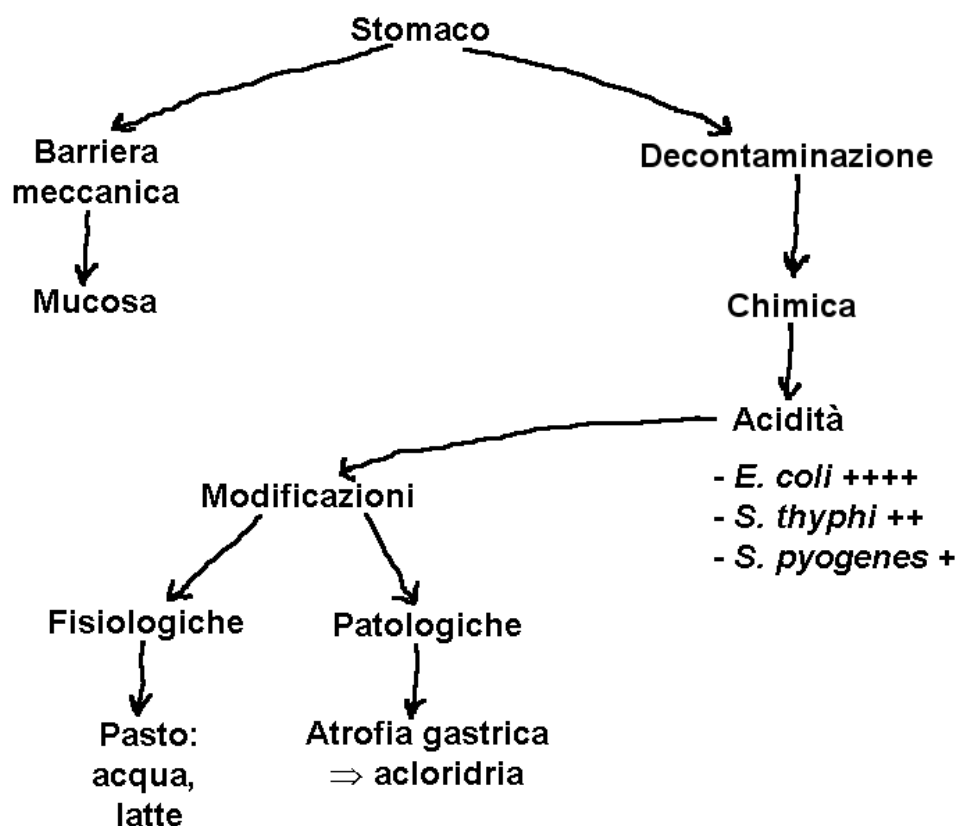 Stomaco
Barriera
meccanica
Decontaminazione
Mucosa
Chimica
Acidità
- E. coli ++++
- S. thyphi ++
- S. pyogenes +
Modificazioni
Fisiologiche
Patologiche
Pasto:
acqua,
latte
Atrofia gastrica
⇒ acloridria